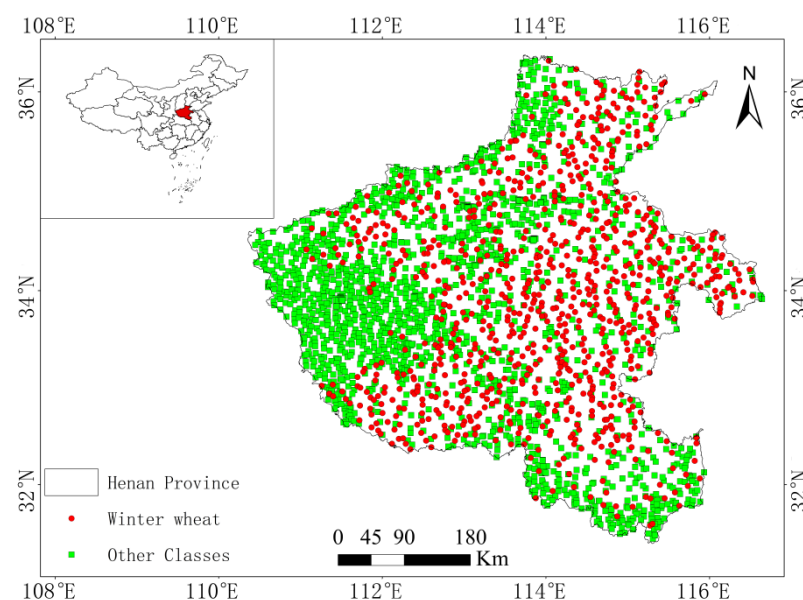 108°E 110°E 112°E 114°E 116°E
N
36°N 36°N
34°N 34°N
32°N 32°N
Henan Province
Winter wheat
Other Classes
0 45 90 180
Km
108°E 110°E 112°E 114°E 116°E